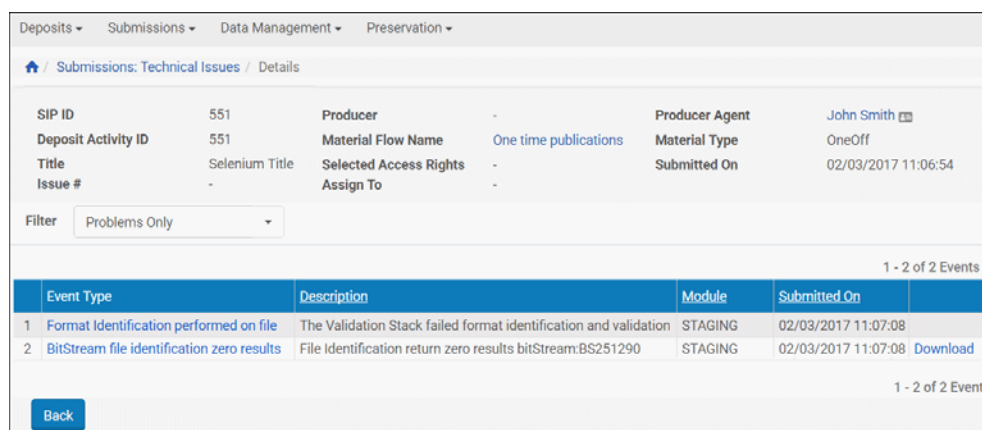 Deposits Submissions Data Management Preservation
/ Submissions: Technical Issues / Details
SIP ID 551 Producer - Producer Agent John Smith
Deposit Activity ID 551 Material Flow Name One time publications Material Type OneOff
Title Selenium Title Selected Access Rights - Submitted On 02/03/2017 11:06:54
Issue # - Assign To -
Filter Problems Only
1 - 2 of 2 Events
Event Type Description Module Submitted On
1 Format Identification performed on file The Validation Stack failed format identification and validation STAGING 02/03/2017 11:07:08
2 BitStream file identification zero results File Identification return zero results bitStream:BS251290 STAGING 02/03/2017 11:07:08 Download
1 - 2 of 2 Event
Back